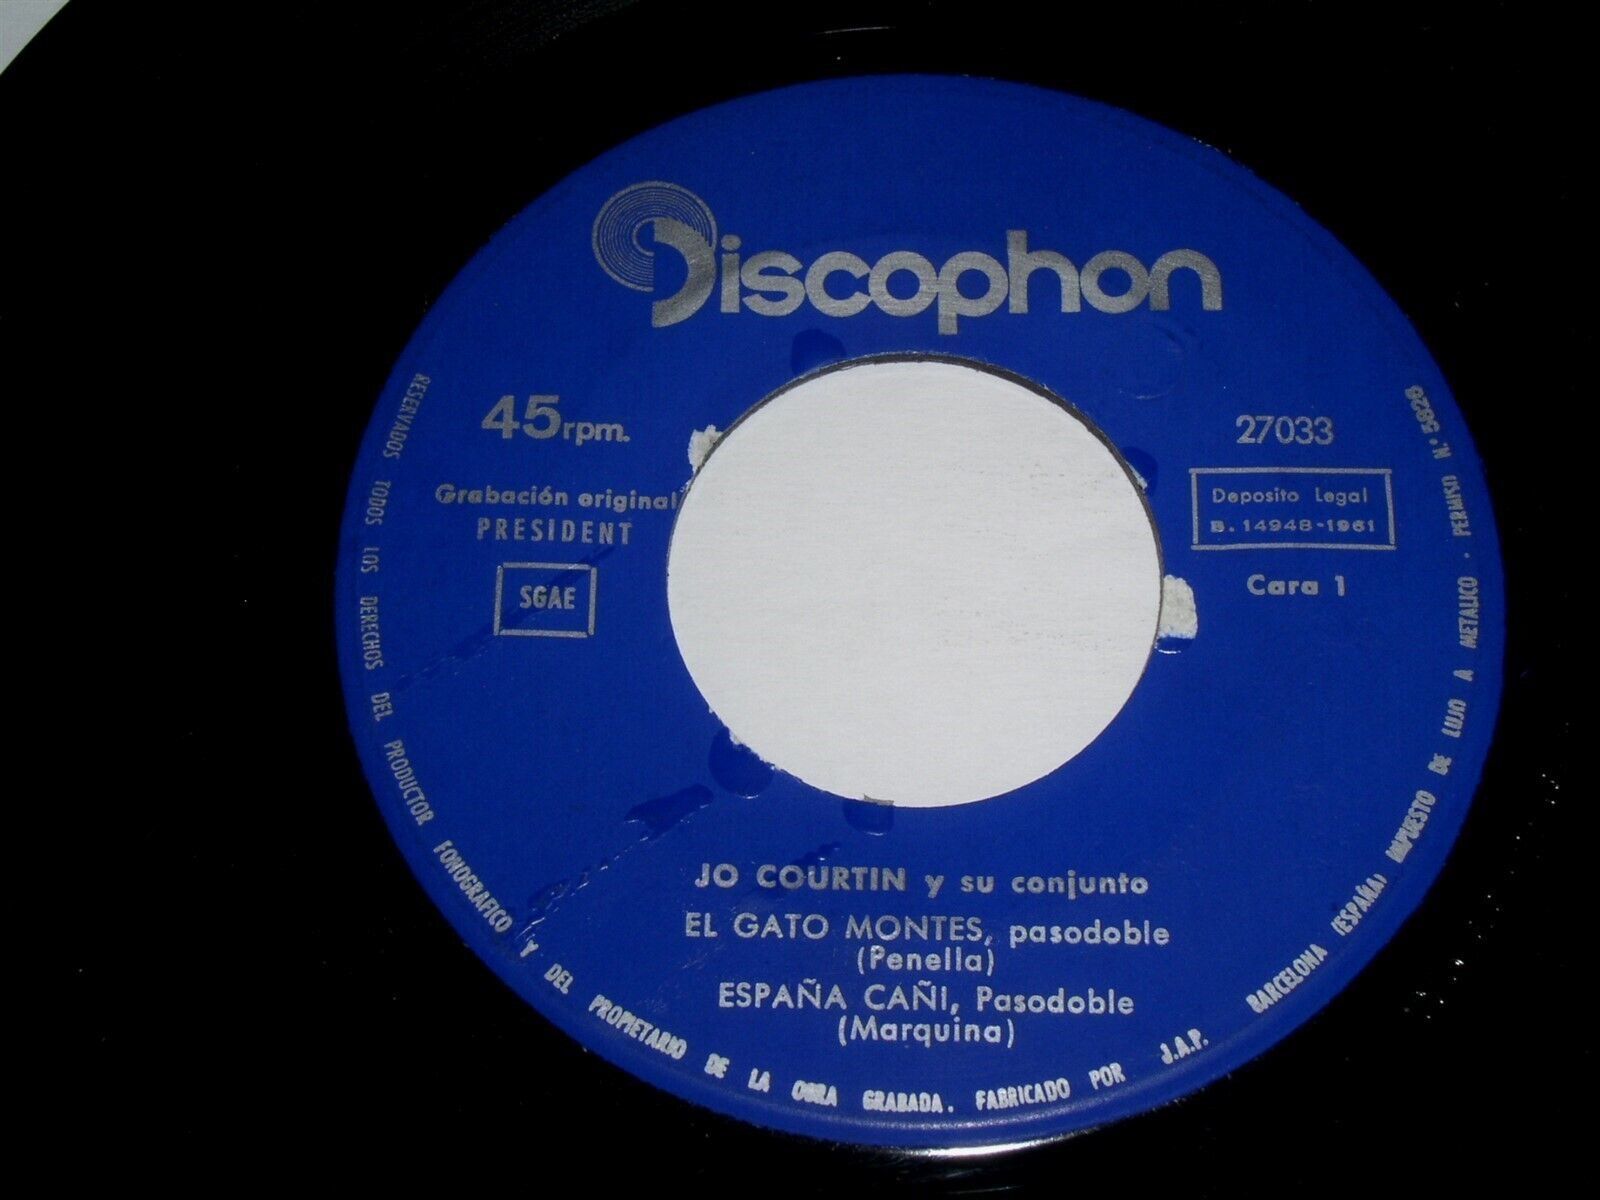 Discophon
45 rpm.
27033
Grabación original
PRESIDENT
SGAE
Deposito Legal
B. 14948-1961
Cara 1
JO COURTIN y su conjunto
EL GATO MONTES, pasodoble
(Penella)
ESPAÑA CAÑI, Pasodoble
(Marquina)
RESERVADOS TODOS LOS DERECHOS DEL PRODUCTOR FONOGRAFICO Y DEL PROPIETARIO DE LA OBRA GRABADA. FABRICADO POR J.A.P. BARCELONA (ESPAÑA) IMPUESTO DE LUJO A METALICO. PERMISO N.º 5828